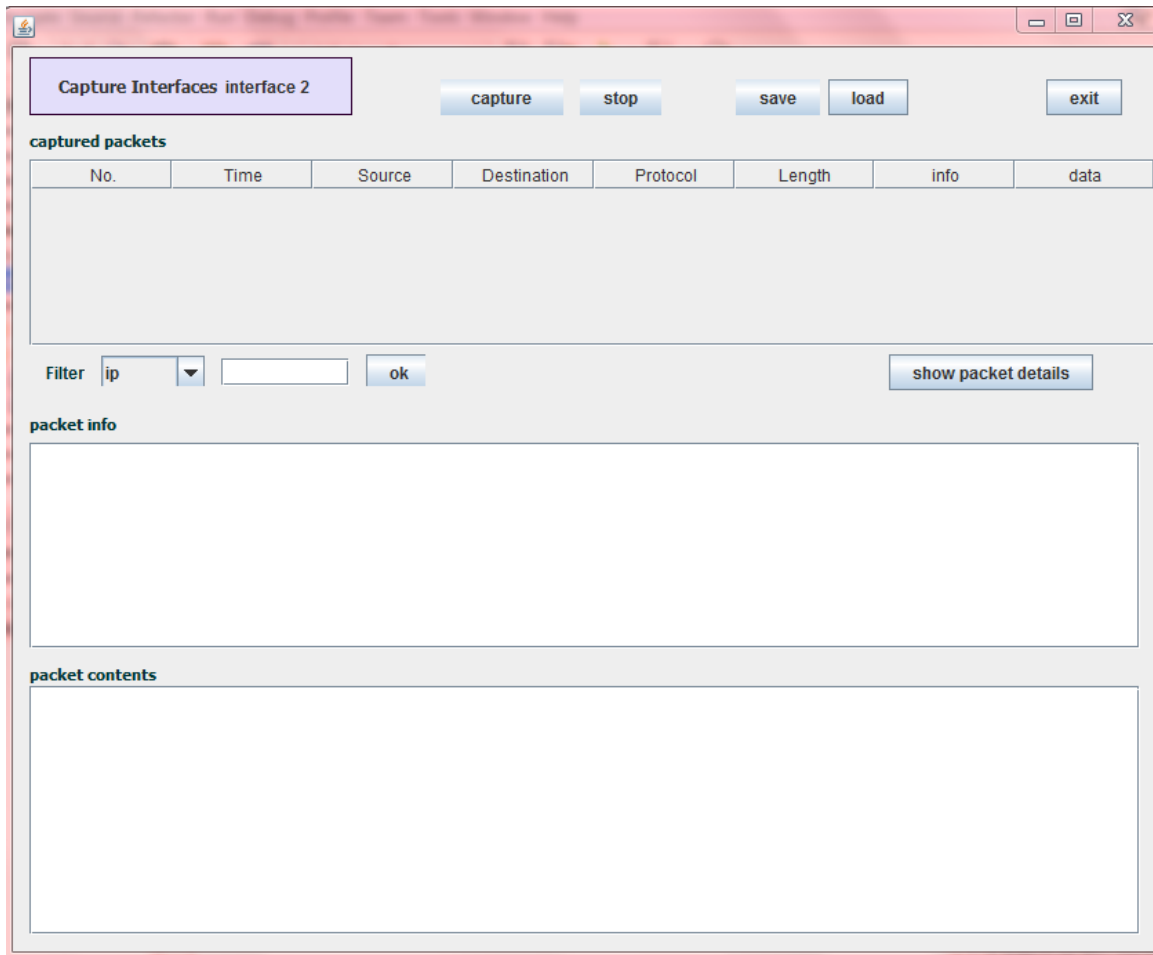 Capture Interfaces interface 2
capture stop save load exit
captured packets
No. Time Source Destination Protocol Length info data
Filter ip ok show packet details
packet info
packet contents